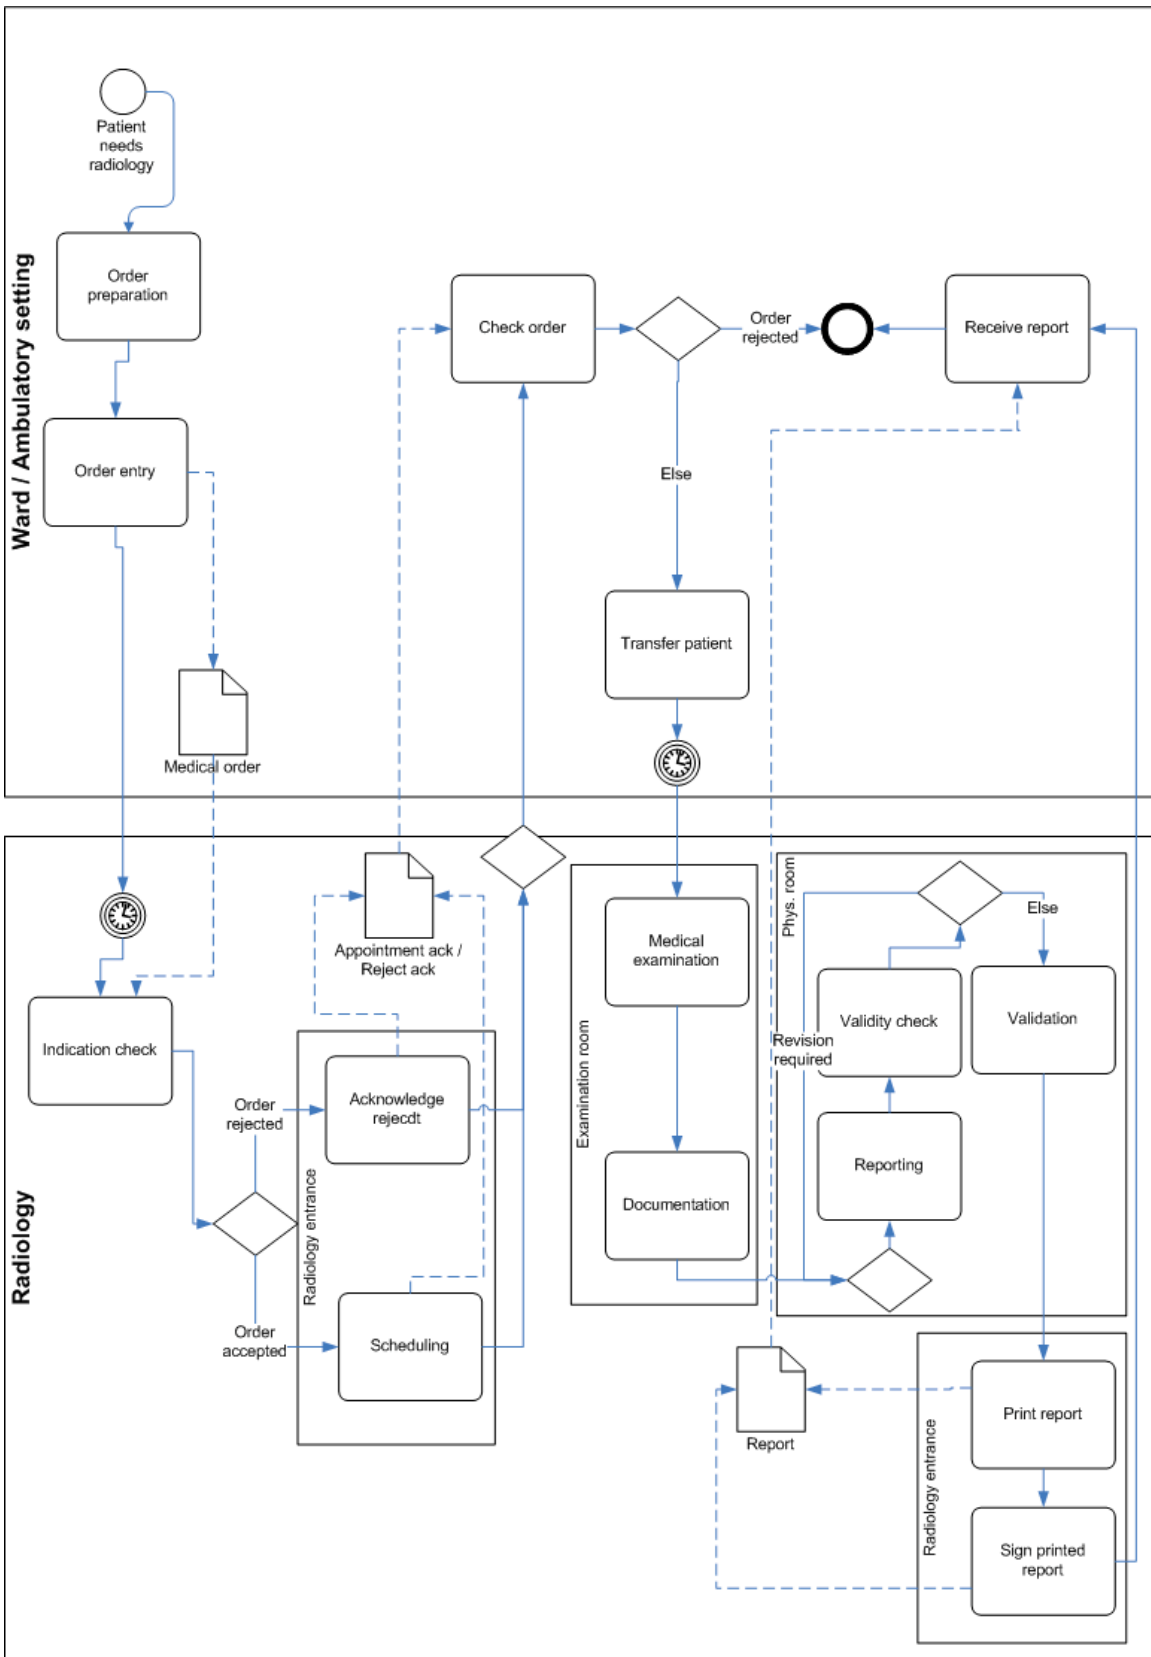 Ward / Ambulatory setting
Patient
needs
radiology
Order
preparation
Order entry
Medical order
Check order
Order
rejected
Receive report
Else
Transfer patient
Radiology
Indication check
Order
rejected
Order
accepted
Radiology entrance
Acknowledge
rejecdt
Scheduling
Appointment ack /
Reject ack
Examination room
Medical
examination
Documentation
Phys. room
Else
Validity check
Validation
Revision
required
Reporting
Report
Radiology entrance
Print report
Sign printed
report